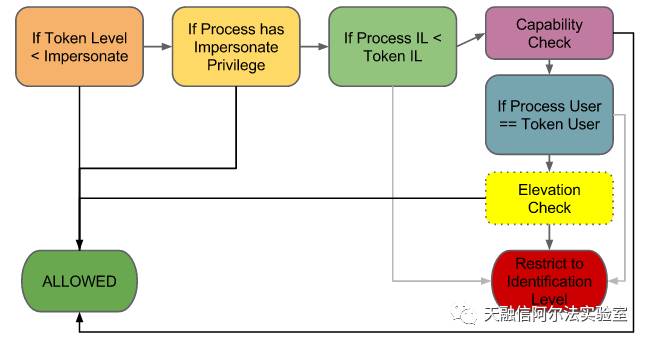 If Token Level
< Impersonate
If Process has
Impersonate
Privilege
If Process IL <
Token IL
Capability
Check
If Process User
== Token User
Elevation
Check
ALLOWED
Restrict to
Identification
Level
天融信阿尔法实验室